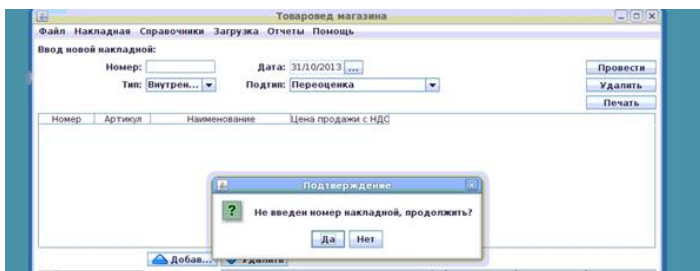 Товаровед магазина
Файл Накладная Справочники Загрузка Отчеты Помощь
Ввод новой накладной:
Номер: Дата: 31/10/2013 ... Провести
Тип: Внутрен... Подтип: Переоценка Удалить
Печать
Номер Артикул Наименование Цена продажи с НДС
Подтверждение
Не введен номер накладной, продолжить?
Да Нет
Добав... Удалить